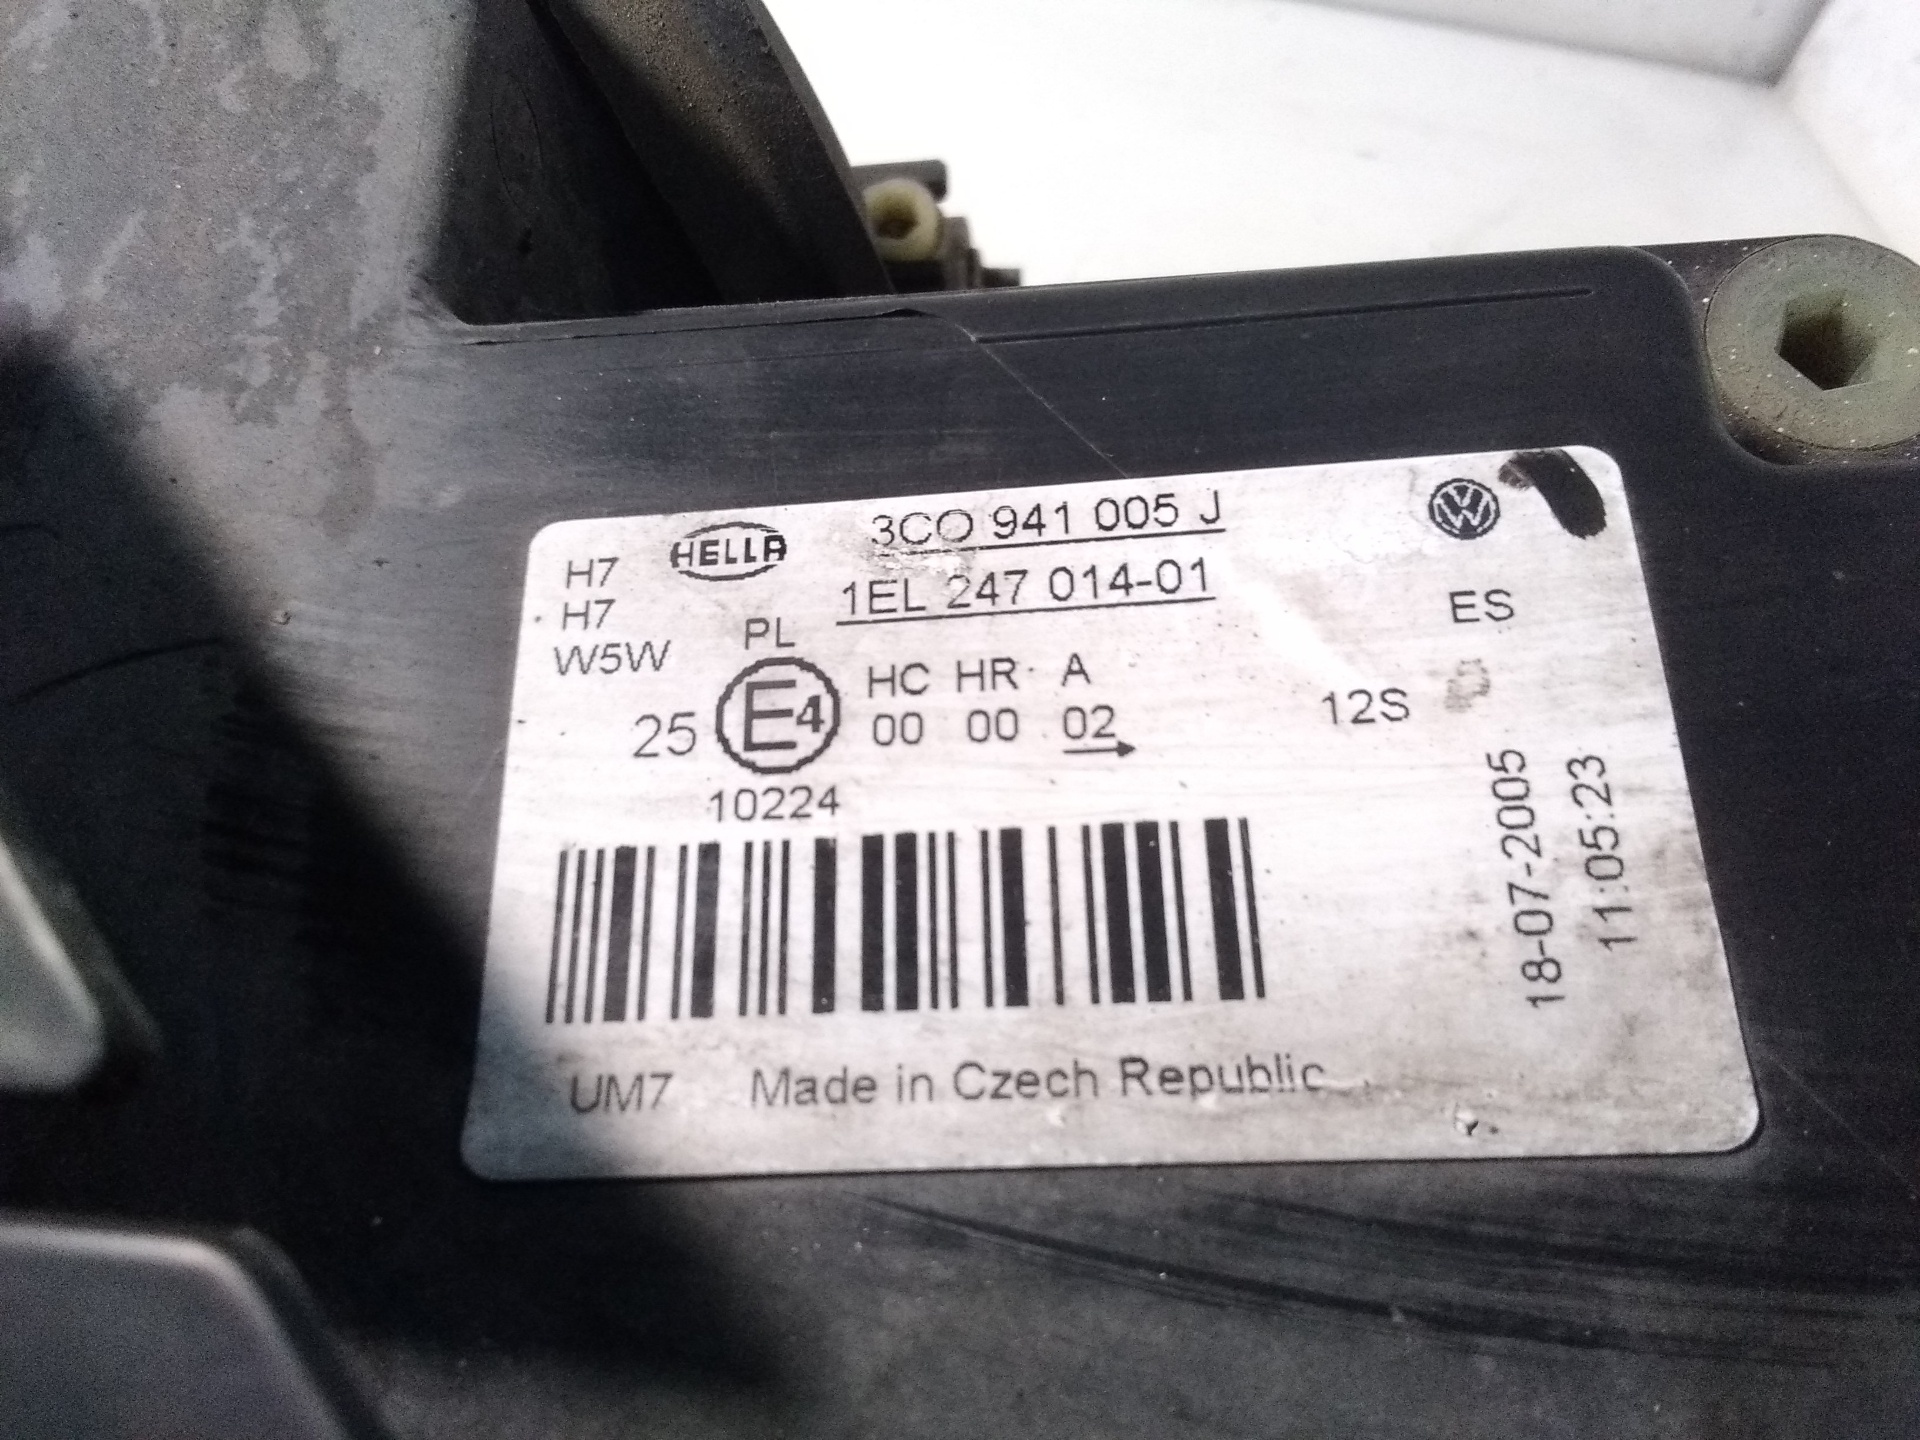 HELLA 3C0 941 005 J
H7 1EL 247 014-01 ES
H7 PL
W5W HC HR A
25 E4 00 00 02 12S
10224
18-07-2005
11:05:23
UM7 Made in Czech Republic